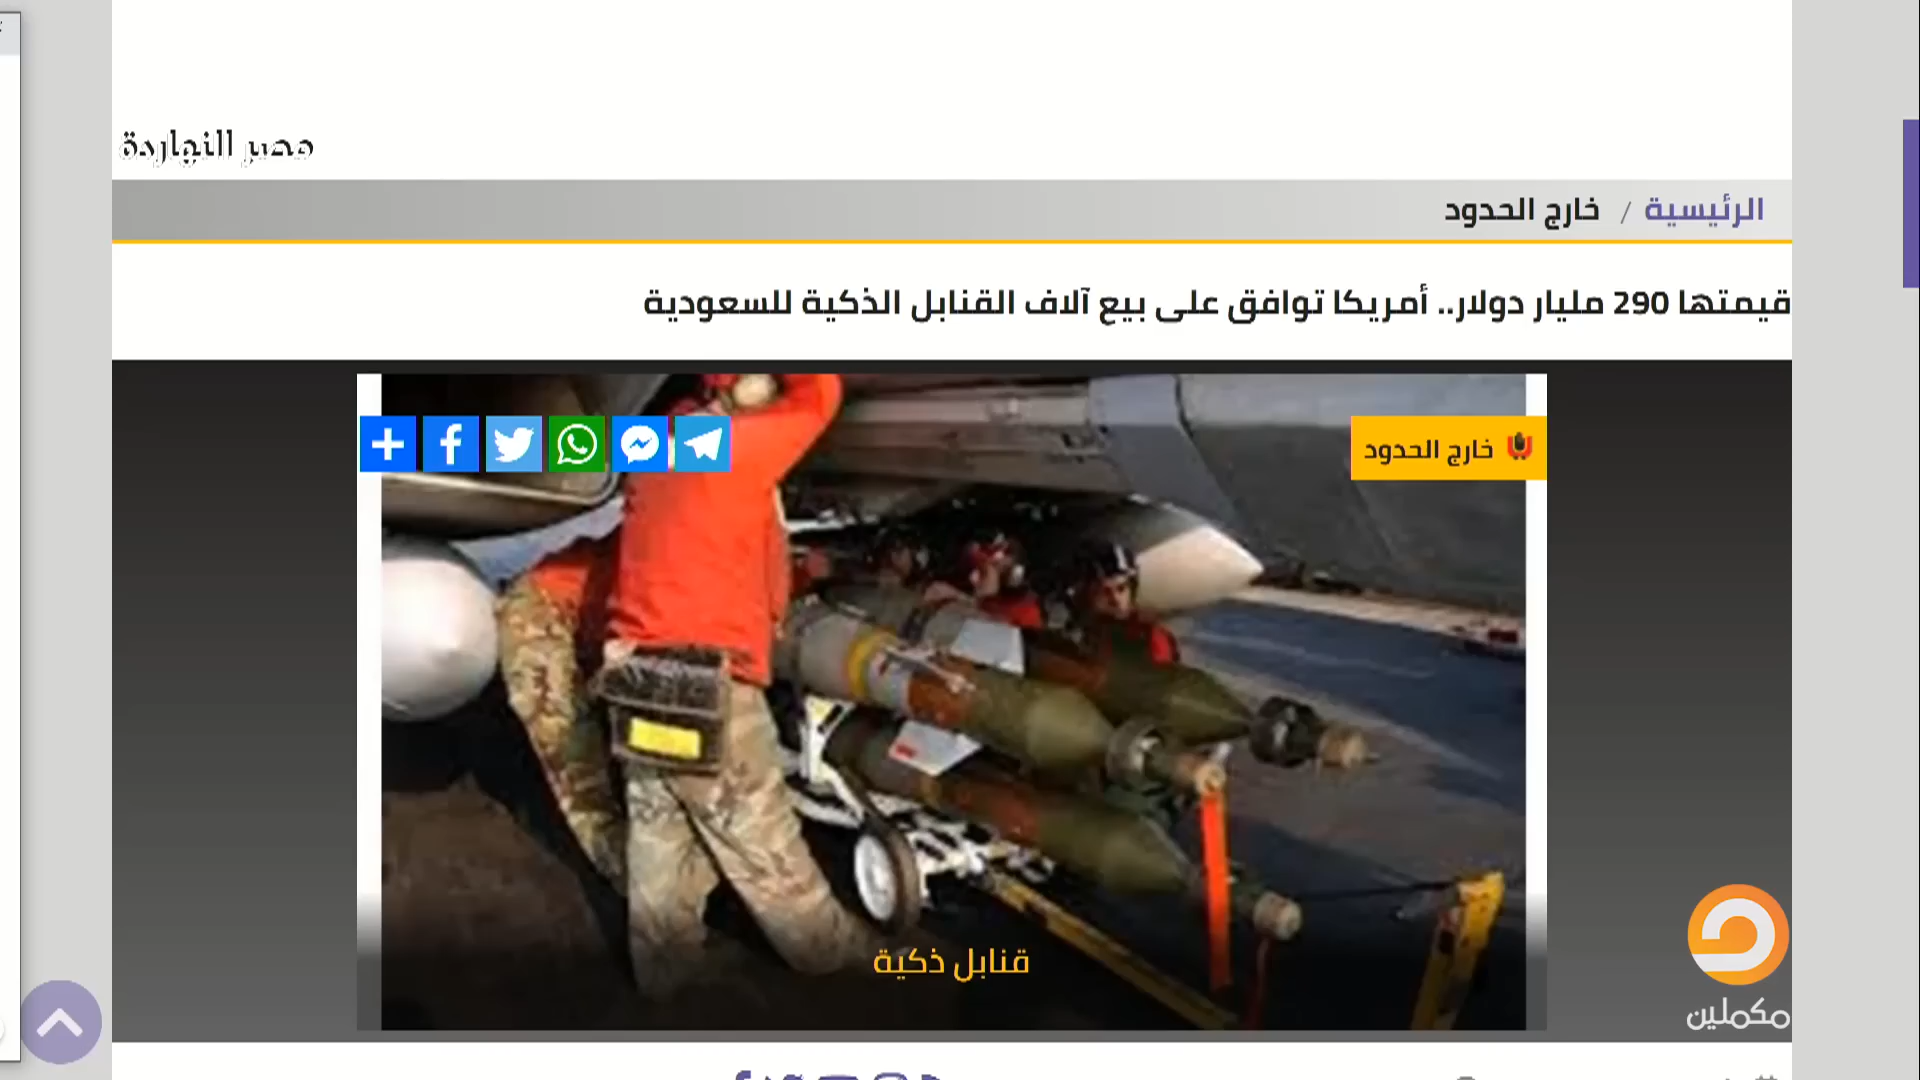 مصر النهاردة
الرئيسية / خارج الحدود
قيمتها 290 مليار دولار.. أمريكا توافق على بيع آلاف القنابل الذكية للسعودية
خارج الحدود
قنابل ذكية
مكملين